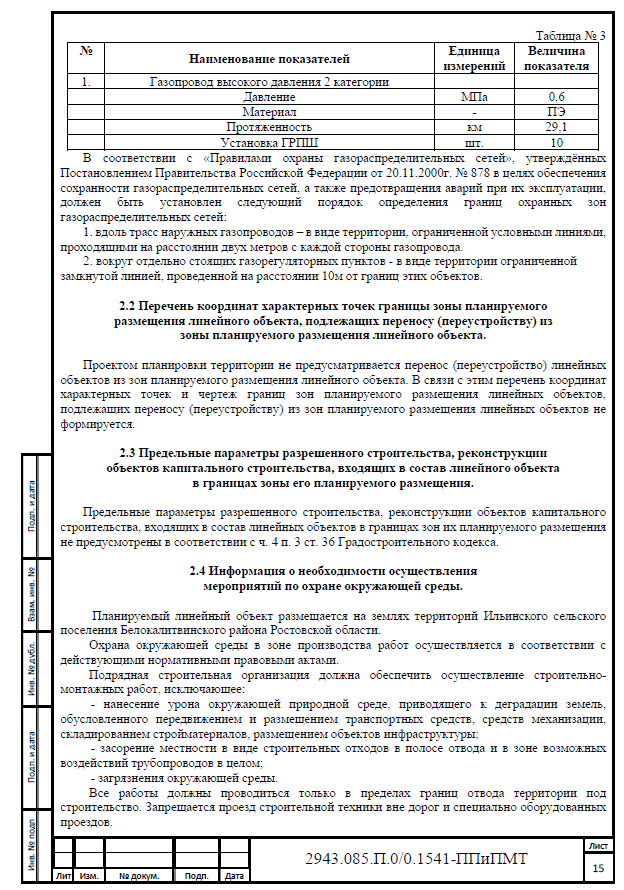 Таблица № 3
№ Наименование показателей Единица измерений Величина показателя
1. Газопровод высокого давления 2 категории
Давление МПа 0,6
Материал - ПЭ
Протяженность км 29,1
Установка ГРПШ шт. 10
В соответствии с «Правилами охраны газораспределительных сетей», утверждённых
Постановлением Правительства Российской Федерации от 20.11.2000г. № 878 в целях обеспечения
сохранности газораспределительных сетей, а также предотвращения аварий при их эксплуатации,
должен быть установлен следующий порядок определения границ охранных зон
газораспределительных сетей:
1. вдоль трасс наружных газопроводов – в виде территории, ограниченной условными линиями,
проходящими на расстоянии двух метров с каждой стороны газопровода.
2. вокруг отдельно стоящих газорегуляторных пунктов - в виде территории ограниченной
замкнутой линией, проведенной на расстоянии 10м от границ этих объектов.
2.2 Перечень координат характерных точек границы зоны планируемого
размещения линейного объекта, подлежащих переносу (переустройству) из
зоны планируемого размещения линейного объекта.
Проектом планировки территории не предусматривается перенос (переустройство) линейных
объектов из зон планируемого размещения линейного объекта. В связи с этим перечень координат
характерных точек и чертеж границ зон планируемого размещения линейных объектов,
подлежащих переносу (переустройству) из зон планируемого размещения линейных объектов не
формируется.
2.3 Предельные параметры разрешенного строительства, реконструкции
объектов капитального строительства, входящих в состав линейного объекта
в границах зоны его планируемого размещения.
Предельные параметры разрешенного строительства, реконструкции объектов капитального
строительства, входящих в состав линейных объектов в границах зон их планируемого размещения
не предусмотрены в соответствии с ч. 4 п. 3 ст. 36 Градостроительного кодекса.
2.4 Информация о необходимости осуществления
мероприятий по охране окружающей среды.
Планируемый линейный объект размещается на землях территорий Ильинского сельского
поселения Белокалитвинского района Ростовской области.
Охрана окружающей среды в зоне производства работ осуществляется в соответствии с
действующими нормативными правовыми актами.
Подрядная строительная организация должна обеспечить осуществление строительно-
монтажных работ, исключающее:
- нанесение урона окружающей природной среде, приводящего к деградации земель,
обусловленного передвижением и размещением транспортных средств, средств механизации,
складированием стройматериалов, размещением объектов инфраструктуры;
- засорение местности в виде строительных отходов в полосе отвода и в зоне возможных
воздействий трубопроводов в целом;
- загрязнения окружающей среды.
Все работы должны проводиться только в пределах границ отвода территории под
строительство. Запрещается проезд строительной техники вне дорог и специально оборудованных
проездов.
Подп. и дата
Взам. инв. №
Инв. № дубл.
Подп. и дата
Инв. № подп
Лит Изм. № докум. Подп. Дата
2943.085.П.0/0.1541-ППиПМТ
Лист
15